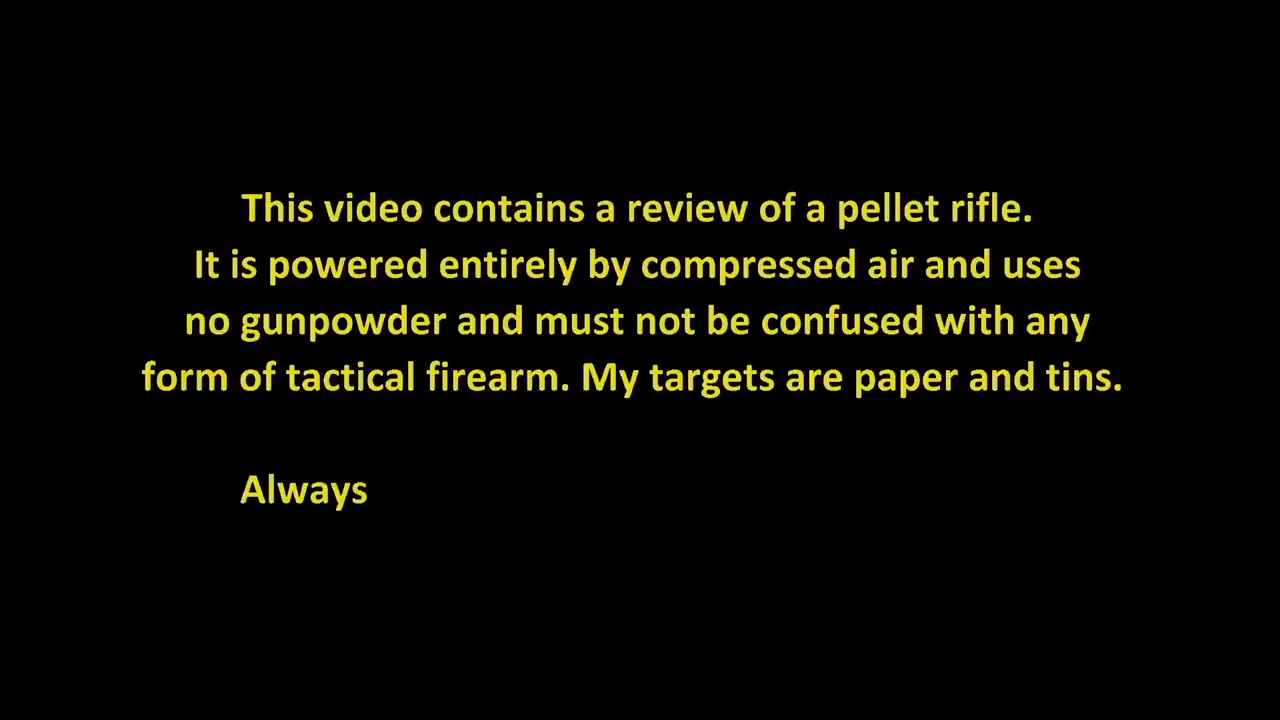 This video contains a review of a pellet rifle.
It is powered entirely by compressed air and uses
no gunpowder and must not be confused with any
form of tactical firearm. My targets are paper and tins.
Always